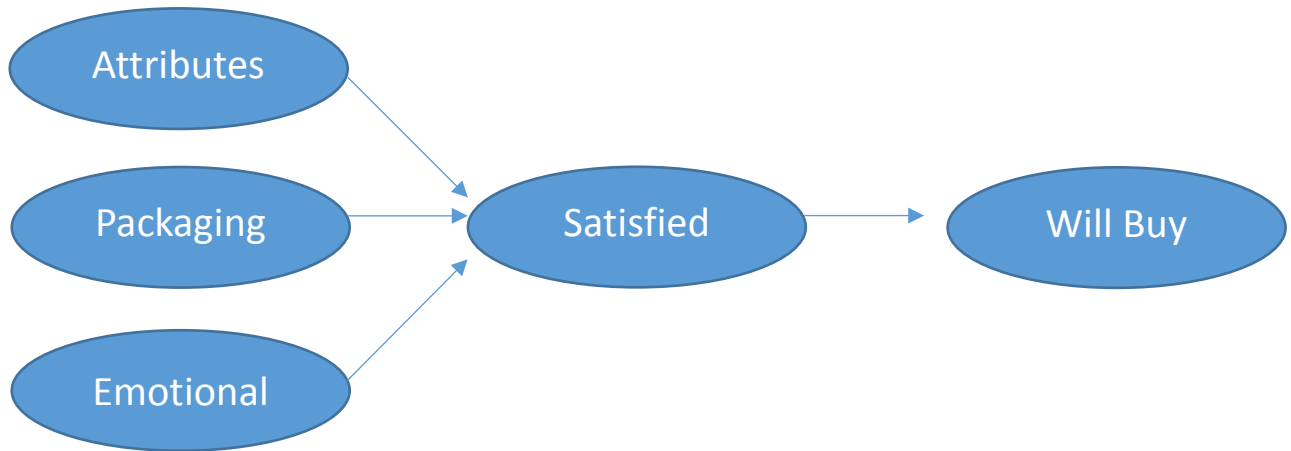 Attributes
Packaging
Satisfied
Will Buy
Emotional